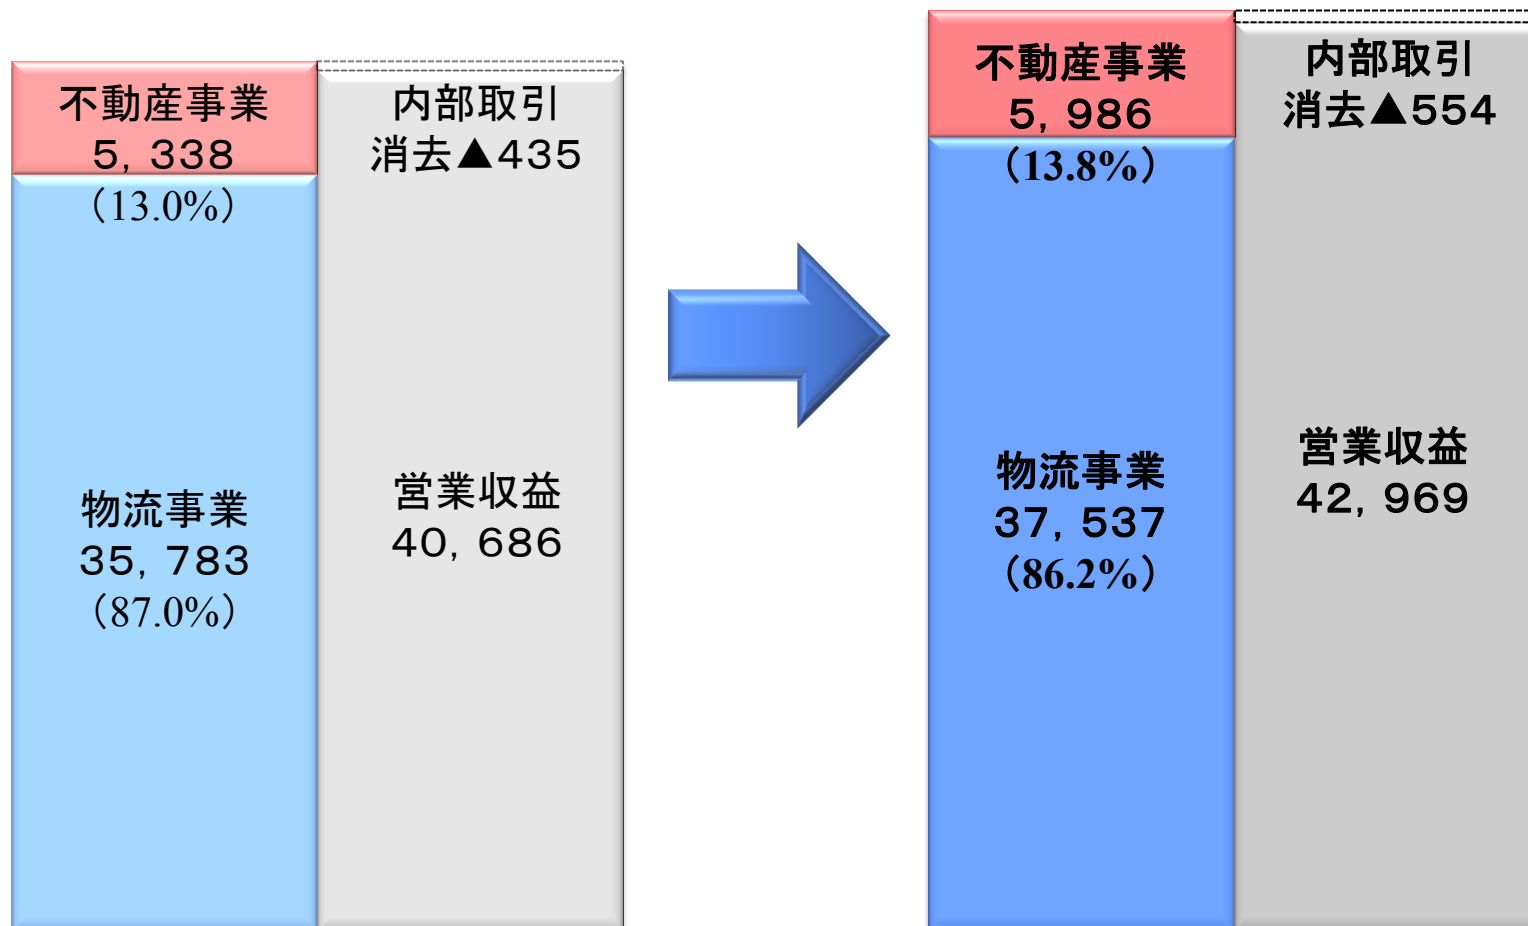 不動産事業
５，３３８
（13.0%）
内部取引
消去▲４３５
物流事業
３５，７８３
（87.0%）
営業収益
４０，６８６
不動産事業
５，９８６
（13.8%）
内部取引
消去▲５５４
物流事業
３７，５３７
（86.2%）
営業収益
４２，９６９